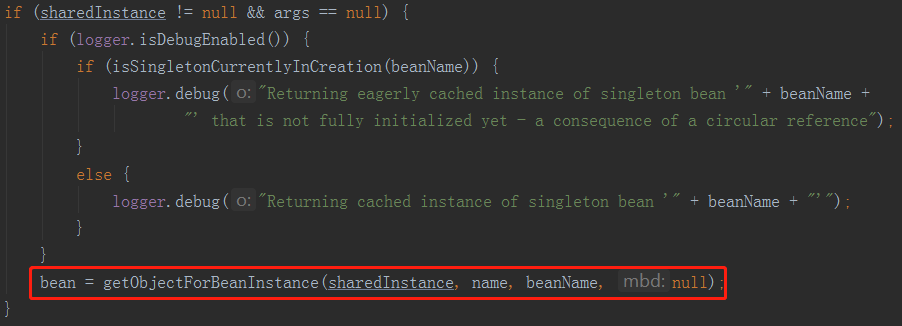 if (sharedInstance != null && args == null) {
if (logger.isDebugEnabled()) {
if (isSingletonCurrentlyInCreation(beanName)) {
logger.debug( o: "Returning eagerly cached instance of singleton bean '" + beanName +
"' that is not fully initialized yet - a consequence of a circular reference");
}
else {
logger.debug( o: "Returning cached instance of singleton bean '" + beanName + "'");
}
}
bean = getObjectForBeanInstance(sharedInstance, name, beanName, mbd: null);
}